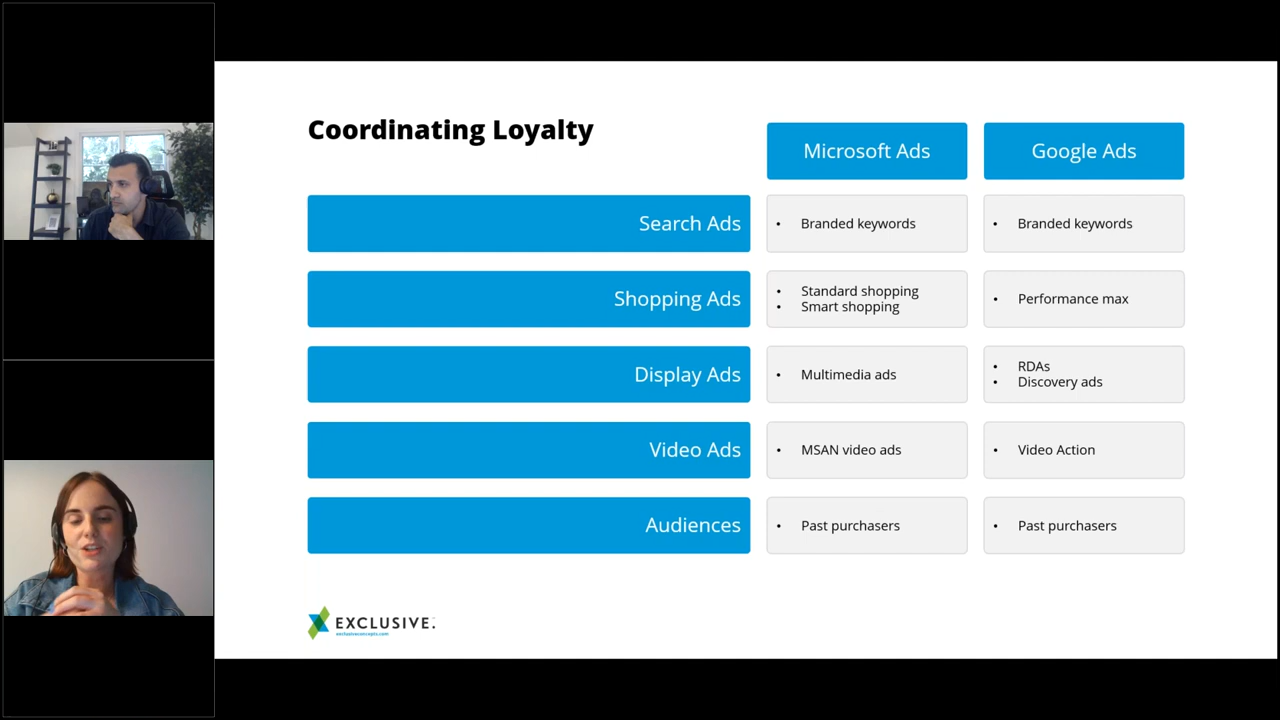 Coordinating Loyalty
Microsoft Ads
Google Ads
Search Ads
• Branded keywords
• Branded keywords
Shopping Ads
• Standard shopping
• Smart shopping
• Performance max
Display Ads
• Multimedia ads
• RDAs
• Discovery ads
Video Ads
• MSAN video ads
• Video Action
Audiences
• Past purchasers
• Past purchasers
EXCLUSIVE.
exclusiveconcepts.com